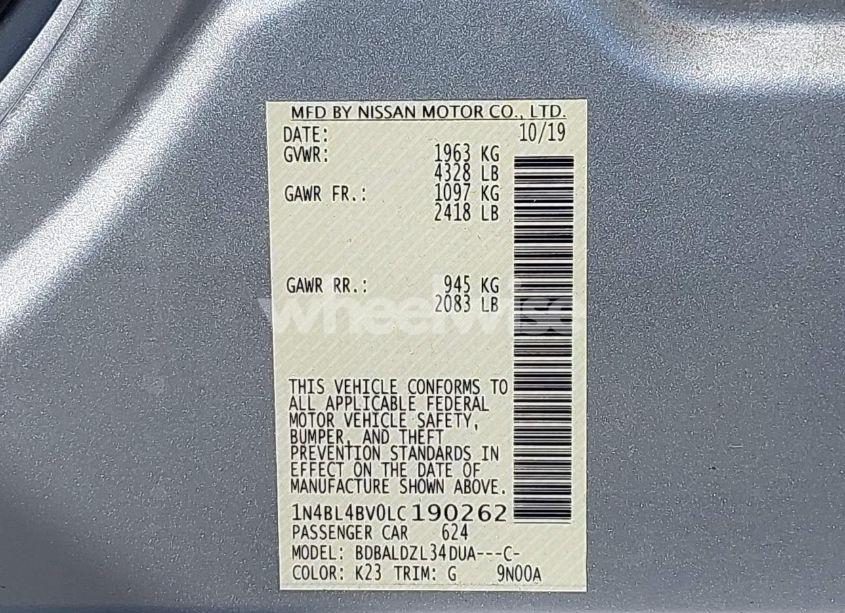 MFD BY NISSAN MOTOR CO., LTD.
DATE: 10/19
GVWR: 1963 KG
4328 LB
GAWR FR.: 1097 KG
2418 LB
GAWR RR.: 945 KG
2083 LB
wheelwise
THIS VEHICLE CONFORMS TO
ALL APPLICABLE FEDERAL
MOTOR VEHICLE SAFETY,
BUMPER, AND THEFT
PREVENTION STANDARDS IN
EFFECT ON THE DATE OF
MANUFACTURE SHOWN ABOVE.
1N4BL4BV0LC190262
PASSENGER CAR 624
MODEL: BDBALDZL34DUA---C-
COLOR: K23 TRIM: G 9N00A